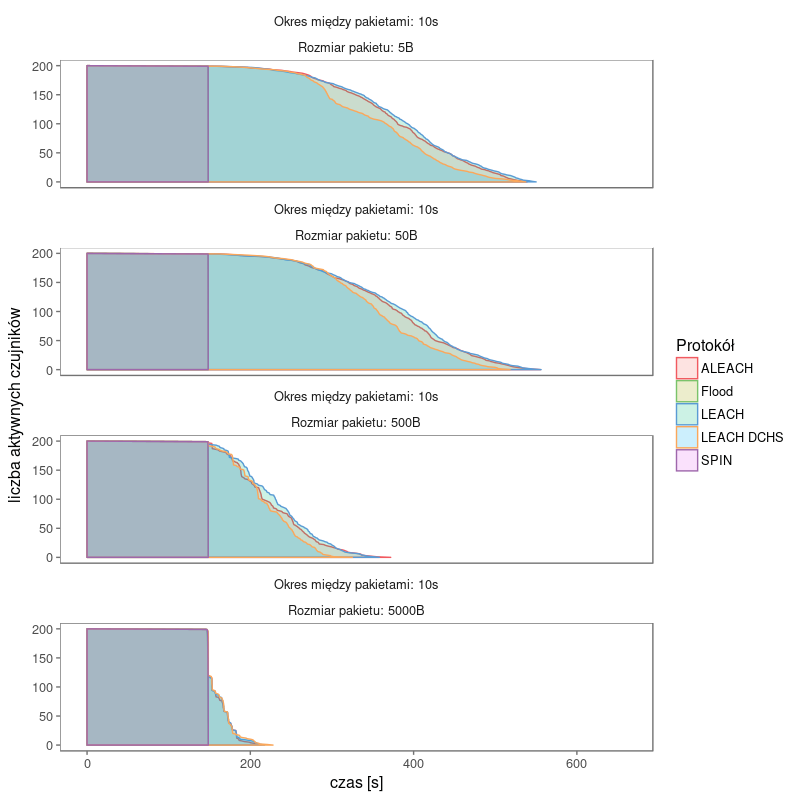 Okres między pakietami: 10s
Rozmiar pakietu: 5B
200
150
100
50
0
Okres między pakietami: 10s
Rozmiar pakietu: 50B
200
150
100
50
0
Okres między pakietami: 10s
Rozmiar pakietu: 500B
200
150
100
50
0
Okres między pakietami: 10s
Rozmiar pakietu: 5000B
200
150
100
50
0
0 200 400 600
czas [s]
liczba aktywnych czujników
Protokół
ALEACH
Flood
LEACH
LEACH DCHS
SPIN